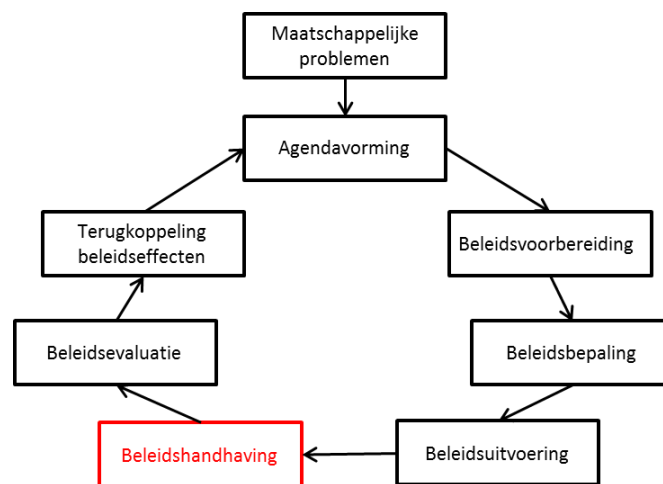 Maatschappelijke
problemen
Agendavorming
Beleidsvoorbereiding
Beleidsbepaling
Beleidsuitvoering
Beleidshandhaving
Beleidsevaluatie
Terugkoppeling
beleidseffecten